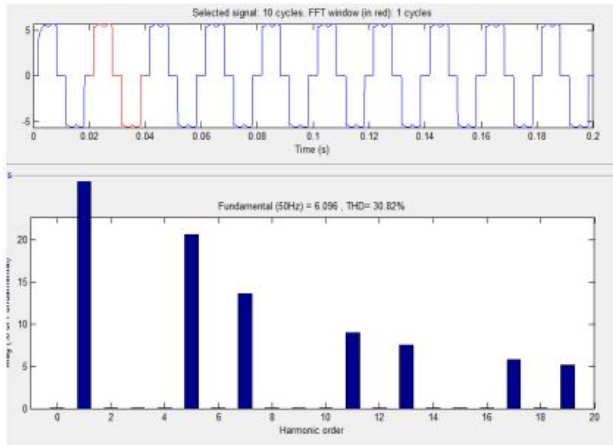 Selected signal: 10 cycles. FFT window (in red): 1 cycles
5
0
-5
0 0.02 0.04 0.06 0.08 0.1 0.12 0.14 0.16 0.18 0.2
Time (s)
s
Fundamental (50Hz) = 6.096 , THD= 30.82%
20
15
10
5
0
0 2 4 6 8 10 12 14 16 18 20
Harmonic order